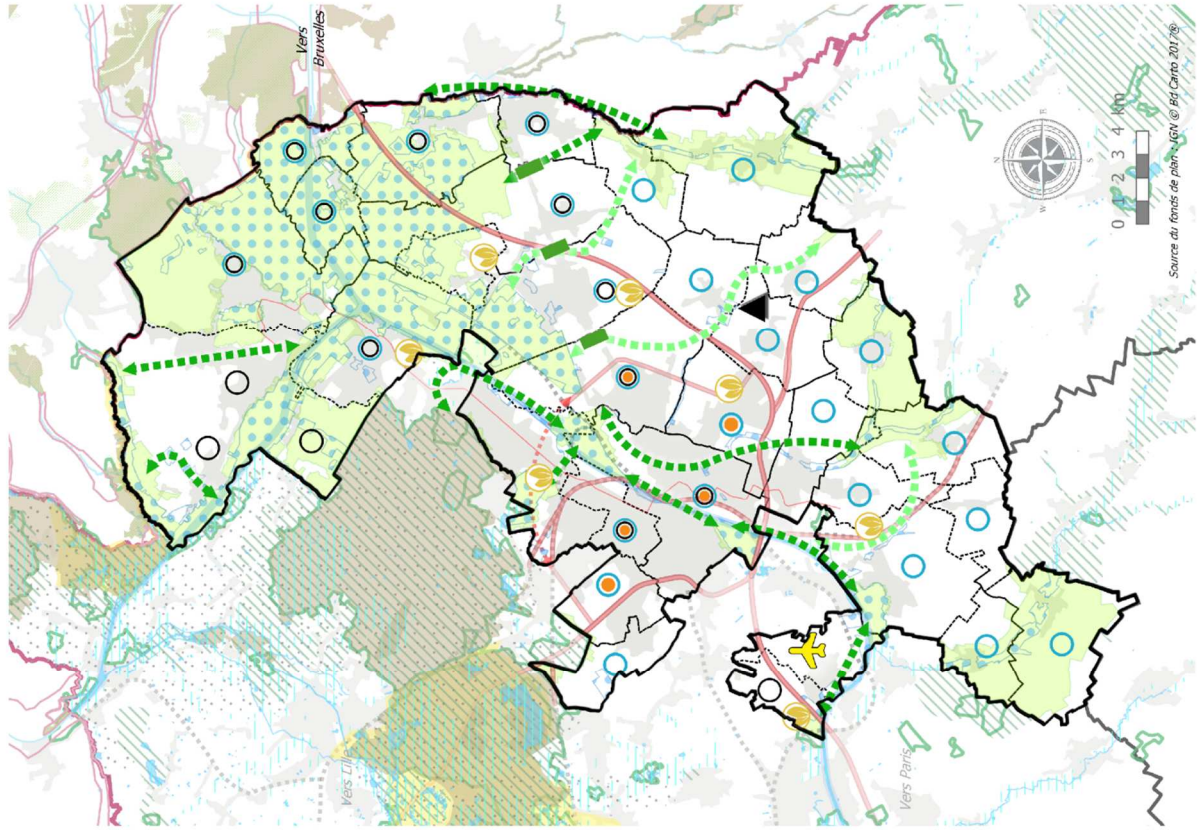 Vers
Bruxelles
N
E
S
W
0 1 2 3 4 km
Source du fonds de plan : IGN © Bd Carto 2017®
Vers Lille
Vers Paris